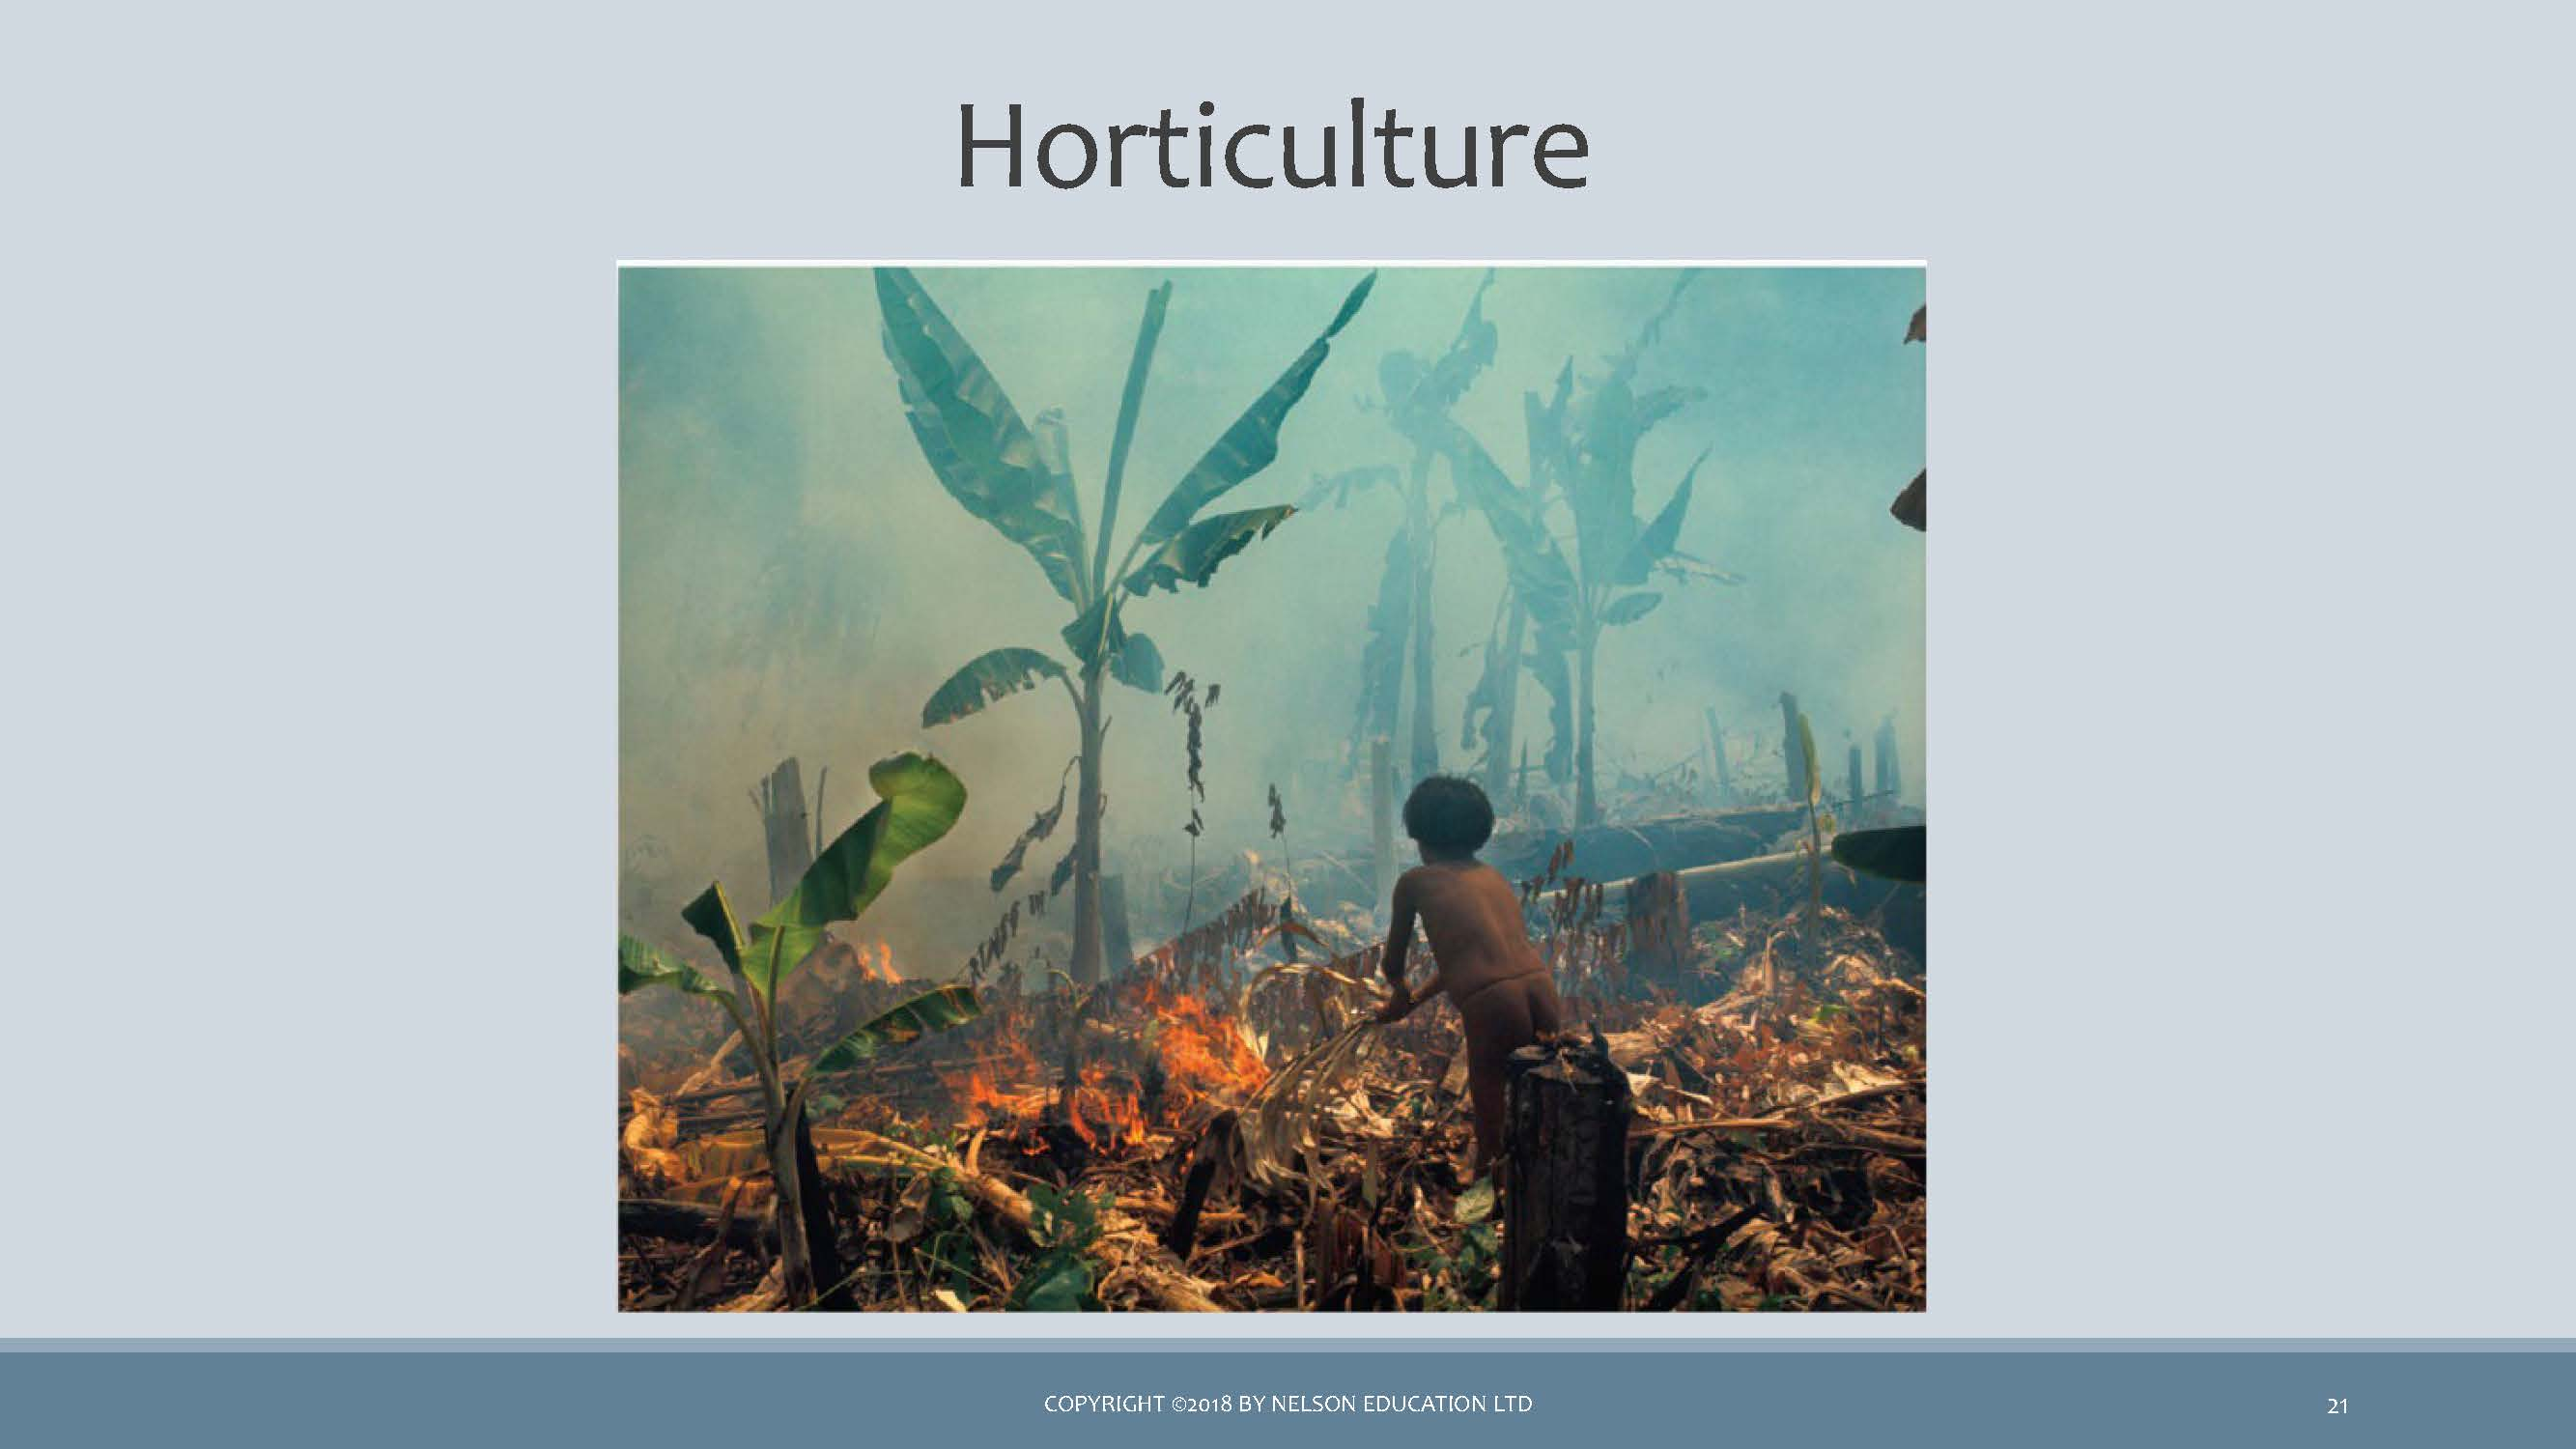 Horticulture
COPYRIGHT ©2018 BY NELSON EDUCATION LTD
21